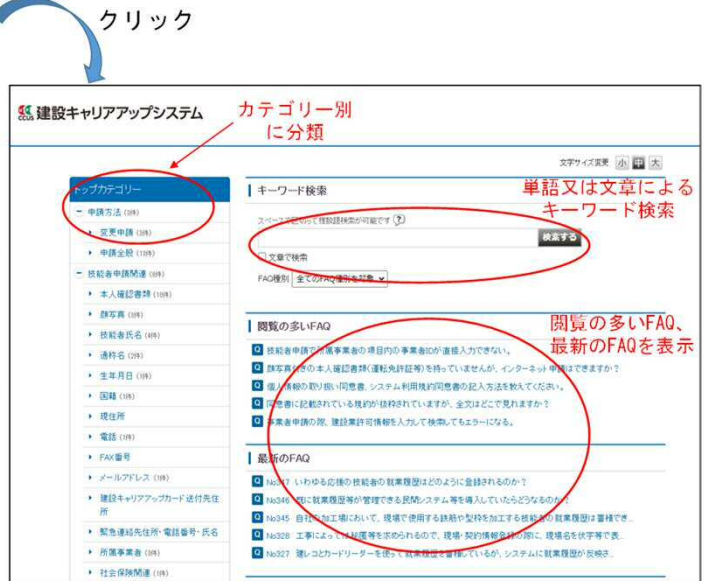 クリック
CCUS 建設キャリアアップシステム
カテゴリー別
に分類
文字サイズ変更 小 中 大
トップカテゴリー
− 申請方法
変更申請
申請全般
− 技能者申請関連
本人確認書類
顔写真
技能者氏名
通称名
生年月日
国籍
現住所
電話
FAX番号
メールアドレス
建設キャリアアップカード送付先住
所
緊急連絡先住所・電話番号・氏名
所属事業者
社会保険関連
キーワード検索
単語又は文章による
キーワード検索
スペースで区切って複数語検索が可能です ?
検索する
文章で検索
FAQ種別 全てのFAQ種別を対象
閲覧の多いFAQ
閲覧の多いFAQ、
最新のFAQを表示
Q 技能者申請で所属事業者の項目内の事業者IDが直接入力できない。
Q 顔写真付きの本人確認書類(運転免許証等)を持っていませんが、インターネット申請はできますか?
Q 個人情報の取り扱い同意書、システム利用規約同意書の記入方法を教えてください。
Q 同意書に記載されている規約が抜粋されていますが、全文はどこで見れますか?
Q 事業者申請の際、建設業許可情報を入力して検索してもエラーになる。
最新のFAQ
Q No347 いわゆる応援の技能者の就業履歴はどのように登録されるのか?
Q No346 既に就業履歴等が管理できる民間システム等を導入していたらどうなるのか?
Q No345 自社の加工場において、現場で使用する鉄筋や型枠を加工する技能者の就業履歴は蓄積でき..
Q No328 工事によっては秘匿等を求められるので、現場・契約情報登録の際に、現場名を伏字等で表..
Q No327 建レコとカードリーダーを使って就業履歴を蓄積しているが、システムに就業履歴が反映さ..